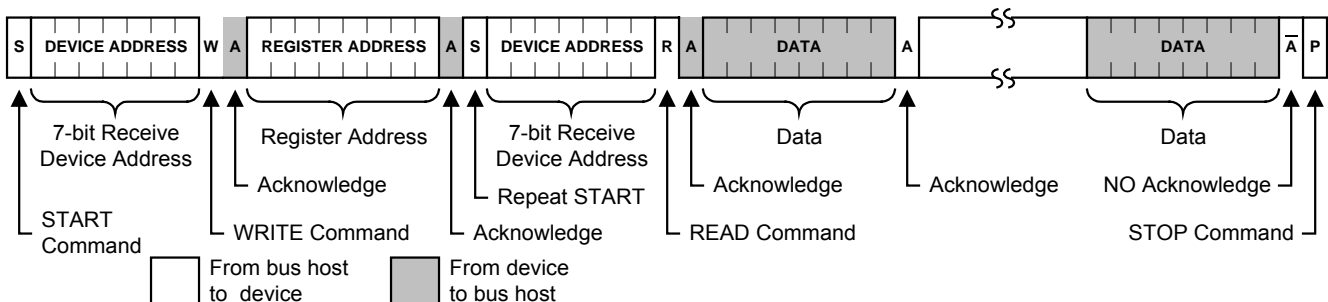 S DEVICE ADDRESS W A REGISTER ADDRESS A S DEVICE ADDRESS R A DATA A DATA A̅ P
7-bit Receive
Device Address
Register Address
7-bit Receive
Device Address
Data
Data
Acknowledge
Repeat START
Acknowledge
Acknowledge
NO Acknowledge
START
Command
WRITE Command
Acknowledge
READ Command
STOP Command
From bus host
to device
From device
to bus host